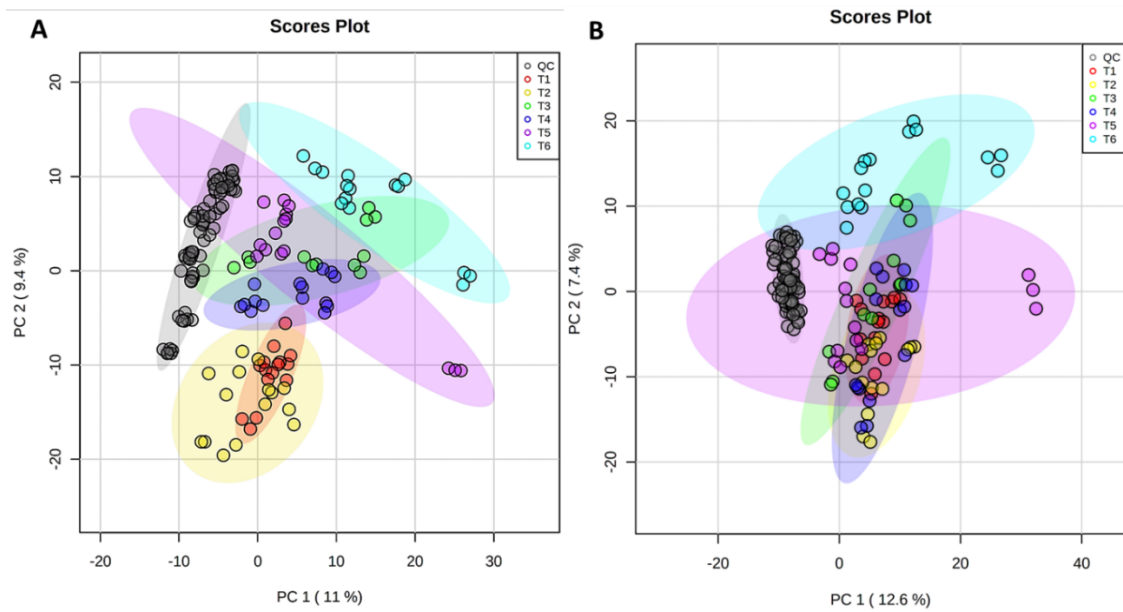 A
Scores Plot
QC
T1
T2
T3
T4
T5
T6
20
10
0
-10
-20
PC 2 ( 9.4 %)
-20 -10 0 10 20 30
PC 1 ( 11 %)
B
Scores Plot
QC
T1
T2
T3
T4
T5
T6
20
10
0
-10
-20
PC 2 ( 7.4 %)
-20 0 20 40
PC 1 ( 12.6 %)